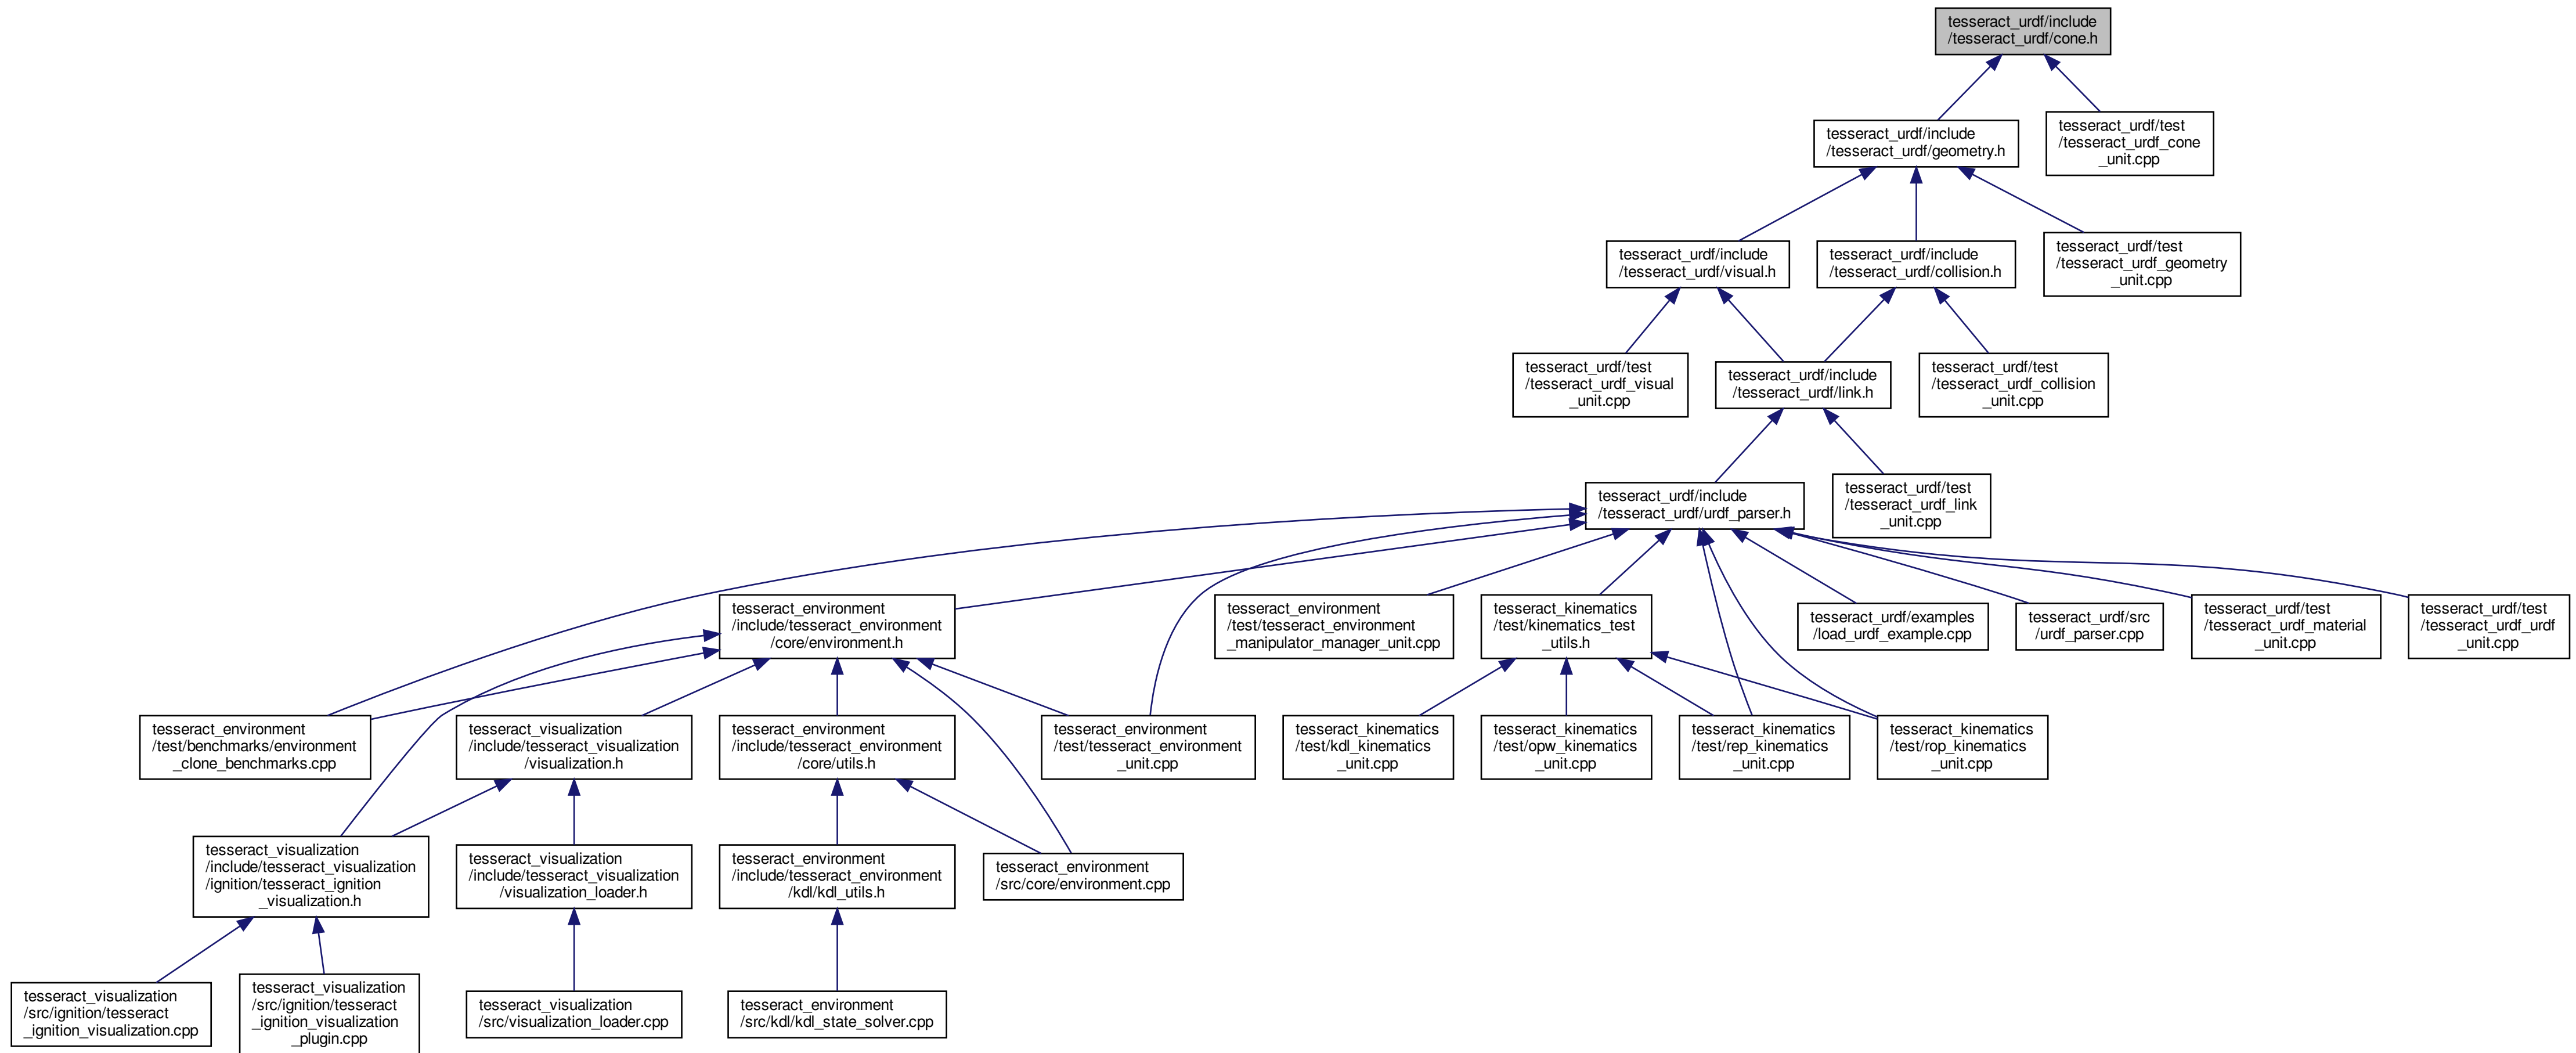 tesseract_urdf/include
/tesseract_urdf/cone.h
tesseract_urdf/include
/tesseract_urdf/geometry.h
tesseract_urdf/test
/tesseract_urdf_cone
_unit.cpp
tesseract_urdf/include
/tesseract_urdf/visual.h
tesseract_urdf/include
/tesseract_urdf/collision.h
tesseract_urdf/test
/tesseract_urdf_geometry
_unit.cpp
tesseract_urdf/test
/tesseract_urdf_visual
_unit.cpp
tesseract_urdf/include
/tesseract_urdf/link.h
tesseract_urdf/test
/tesseract_urdf_collision
_unit.cpp
tesseract_urdf/include
/tesseract_urdf/urdf_parser.h
tesseract_urdf/test
/tesseract_urdf_link
_unit.cpp
tesseract_environment
/include/tesseract_environment
/core/environment.h
tesseract_environment
/test/tesseract_environment
_manipulator_manager_unit.cpp
tesseract_kinematics
/test/kinematics_test
_utils.h
tesseract_urdf/examples
/load_urdf_example.cpp
tesseract_urdf/src
/urdf_parser.cpp
tesseract_urdf/test
/tesseract_urdf_material
_unit.cpp
tesseract_urdf/test
/tesseract_urdf_urdf
_unit.cpp
tesseract_environment
/test/benchmarks/environment
_clone_benchmarks.cpp
tesseract_visualization
/include/tesseract_visualization
/visualization.h
tesseract_environment
/include/tesseract_environment
/core/utils.h
tesseract_environment
/test/tesseract_environment
_unit.cpp
tesseract_kinematics
/test/kdl_kinematics
_unit.cpp
tesseract_kinematics
/test/opw_kinematics
_unit.cpp
tesseract_kinematics
/test/rep_kinematics
_unit.cpp
tesseract_kinematics
/test/rop_kinematics
_unit.cpp
tesseract_visualization
/include/tesseract_visualization
/ignition/tesseract_ignition
_visualization.h
tesseract_visualization
/include/tesseract_visualization
/visualization_loader.h
tesseract_environment
/include/tesseract_environment
/kdl/kdl_utils.h
tesseract_environment
/src/core/environment.cpp
tesseract_visualization
/src/ignition/tesseract
_ignition_visualization.cpp
tesseract_visualization
/src/ignition/tesseract
_ignition_visualization
_plugin.cpp
tesseract_visualization
/src/visualization_loader.cpp
tesseract_environment
/src/kdl/kdl_state_solver.cpp